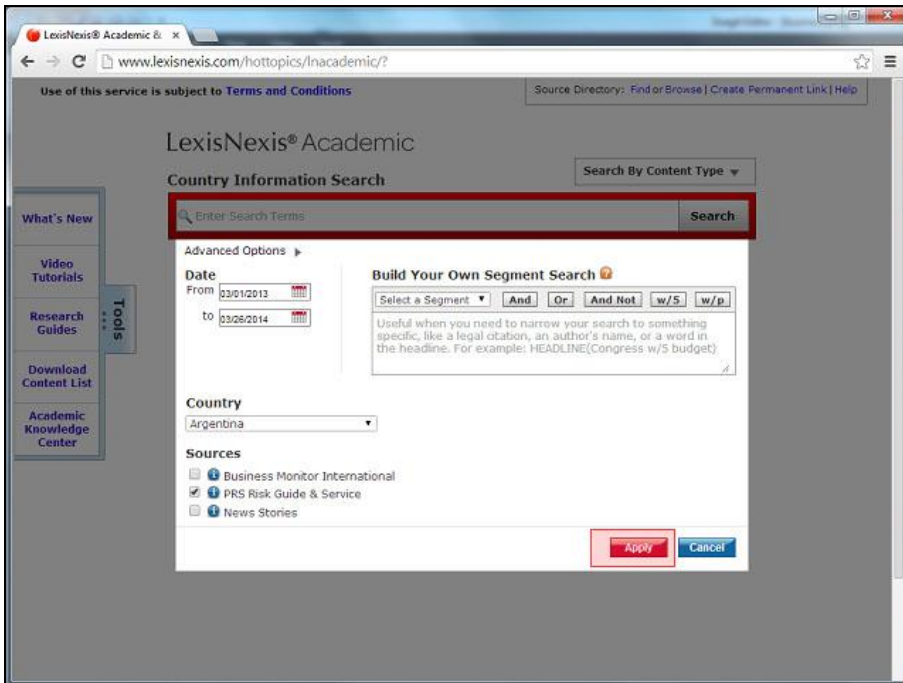 LexisNexis® Academic &
www.lexisnexis.com/hottopics/lnacademic/?
Use of this service is subject to Terms and Conditions
Source Directory: Find or Browse | Create Permanent Link | Help
LexisNexis® Academic
Country Information Search
Search By Content Type
Enter Search Terms
Search
What's New
Video
Tutorials
Research
Guides
Download
Content List
Academic
Knowledge
Center
Tools
Advanced Options
Date
From 03/01/2013
to 03/26/2014
Build Your Own Segment Search
Select a Segment And Or And Not w/5 w/p
Useful when you need to narrow your search to something
specific, like a legal citation, an author's name, or a word in
the headline. For example: HEADLINE(Congress w/5 budget)
Country
Argentina
Sources
Business Monitor International
PRS Risk Guide & Service
News Stories
Apply Cancel